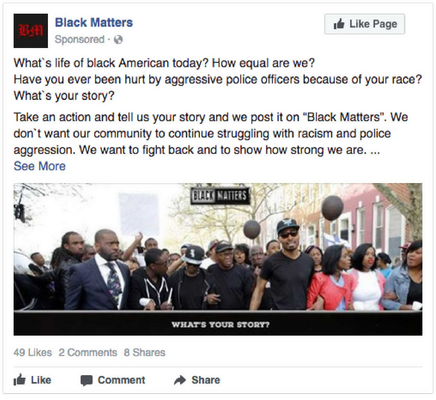 BM
Black Matters
Sponsored ·
Like Page
What`s life of black American today? How equal are we?
Have you ever been hurt by aggressive police officers because of your race?
What`s your story?
Take an action and tell us your story and we post it on “Black Matters”. We
don`t want our community to continue struggling with racism and police
aggression. We want to fight back and to show how strong we are. ...
See More
BLACK MATTERS
WHAT'S YOUR STORY?
49 Likes 2 Comments 8 Shares
Like Comment Share